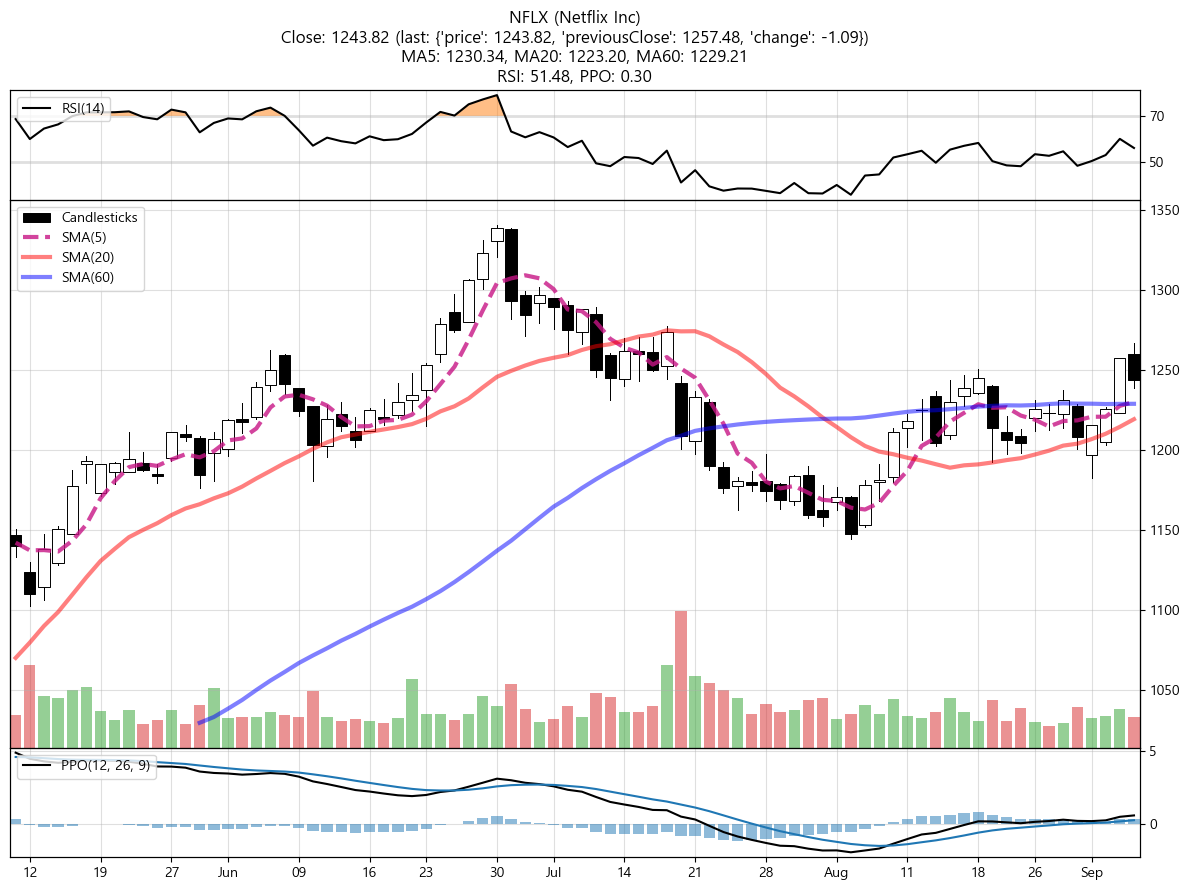 NFLX (Netflix Inc)
Close: 1243.82 (last: {'price': 1243.82, 'previousClose': 1257.48, 'change': -1.09})
MA5: 1230.34, MA20: 1223.20, MA60: 1229.21
RSI: 51.48, PPO: 0.30
RSI(14)
70
50
Candlesticks
SMA(5)
SMA(20)
SMA(60)
1350
1300
1250
1200
1150
1100
1050
PPO(12, 26, 9)
5
0
12 19 27 Jun 09 16 23 30 Jul 14 21 28 Aug 11 18 26 Sep